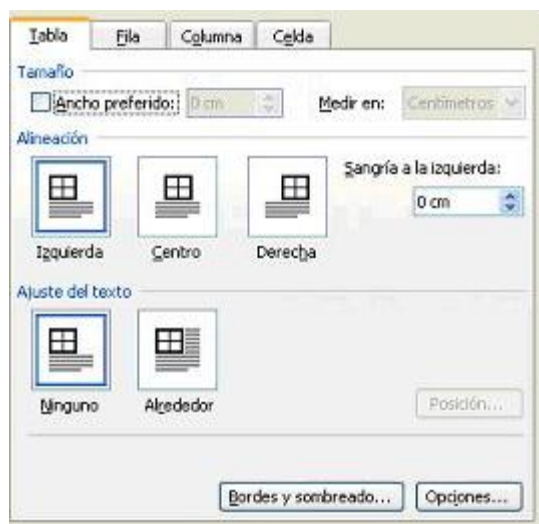 Tabla Fila Columna Celda
Tamaño
Ancho preferido: 0 cm Medir en: Centímetros
Alineación
Sangría a la izquierda:
0 cm
Izquierda Centro Derecha
Ajuste del texto
Ninguno Alrededor
Posición...
Bordes y sombreado... Opciones...